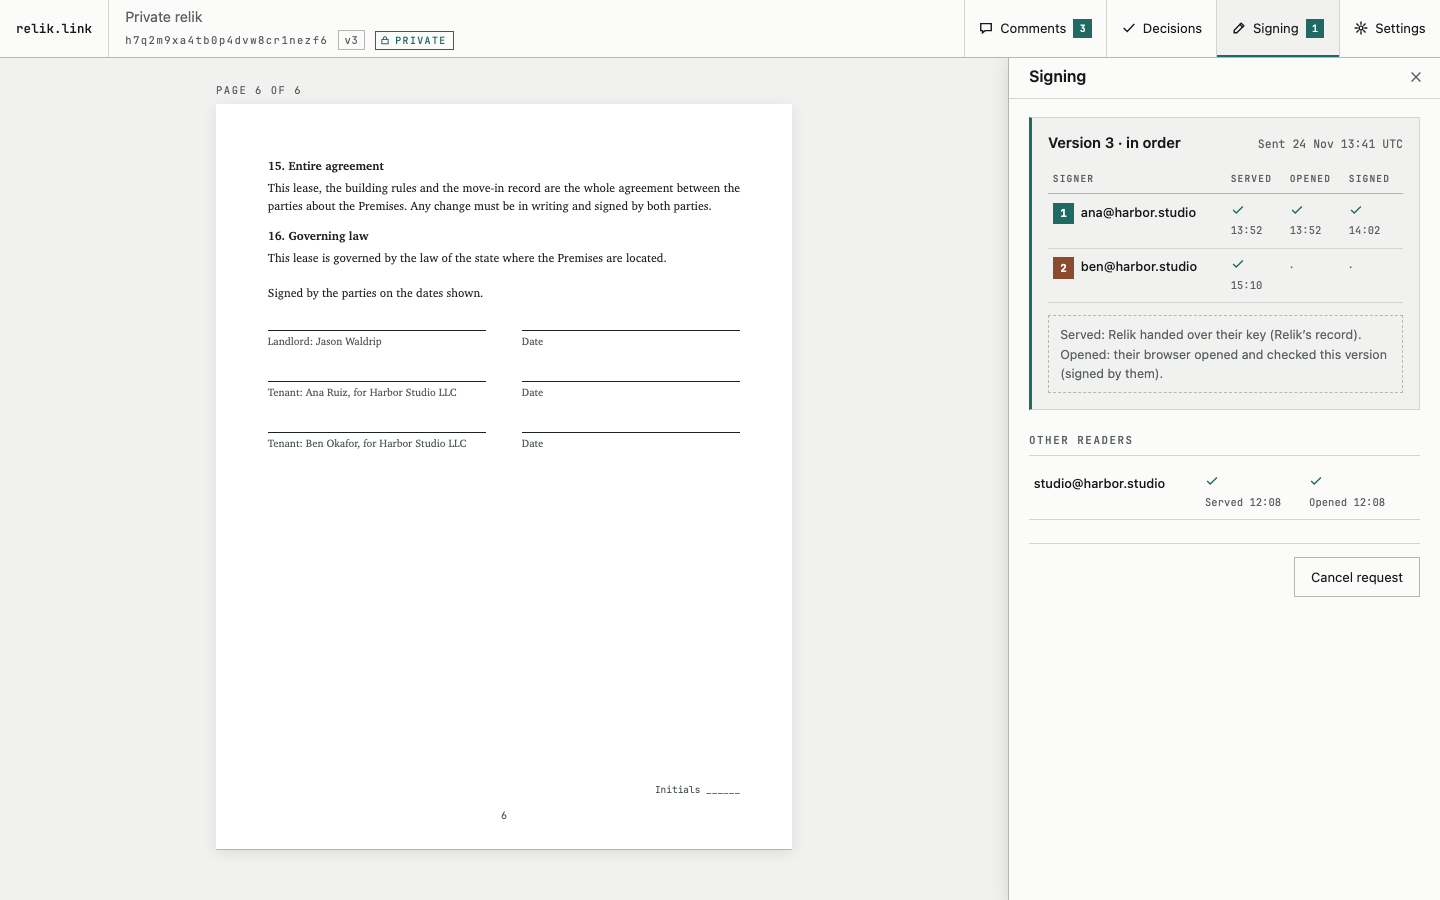 relik.link
Private relik
h7q2m9xa4tb0p4dvw8cr1nezf6 v3 PRIVATE
Comments 3
Decisions
Signing 1
Settings
PAGE 6 OF 6
15. Entire agreement
This lease, the building rules and the move-in record are the whole agreement between the
parties about the Premises. Any change must be in writing and signed by both parties.
16. Governing law
This lease is governed by the law of the state where the Premises are located.
Signed by the parties on the dates shown.
Landlord: Jason Waldrip Date
Tenant: Ana Ruiz, for Harbor Studio LLC Date
Tenant: Ben Okafor, for Harbor Studio LLC Date
Initials ______
6
Signing
Version 3 · in order Sent 24 Nov 13:41 UTC
SIGNER SERVED OPENED SIGNED
1 ana@harbor.studio
13:52 13:52 14:02
2 ben@harbor.studio · ·
15:10
Served: Relik handed over their key (Relik's record).
Opened: their browser opened and checked this version
(signed by them).
OTHER READERS
studio@harbor.studio
Served 12:08 Opened 12:08
Cancel request